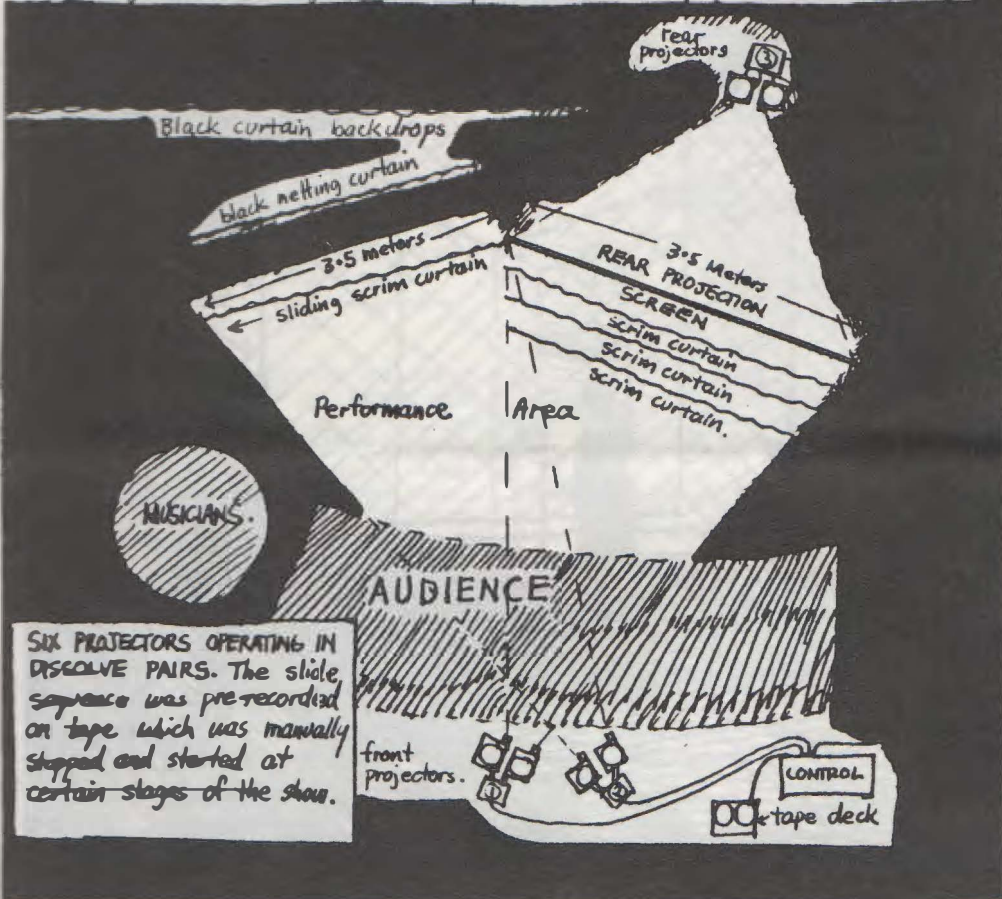 rear
projectors
3
Black curtain backdrops
black netting curtain
3·5 meters
sliding scrim curtain
3·5 Meters
REAR PROJECTION
SCREEN
scrim curtain
scrim curtain
scrim curtain.
Performance Area
MUSICIANS.
AUDIENCE
SIX PROJECTORS OPERATING IN
DISSOLVE PAIRS. The slide
sequence was pre-recorded
on tape which was manually
stopped and started at
certain stages of the show.
front
projectors.
1
2
CONTROL
tape deck